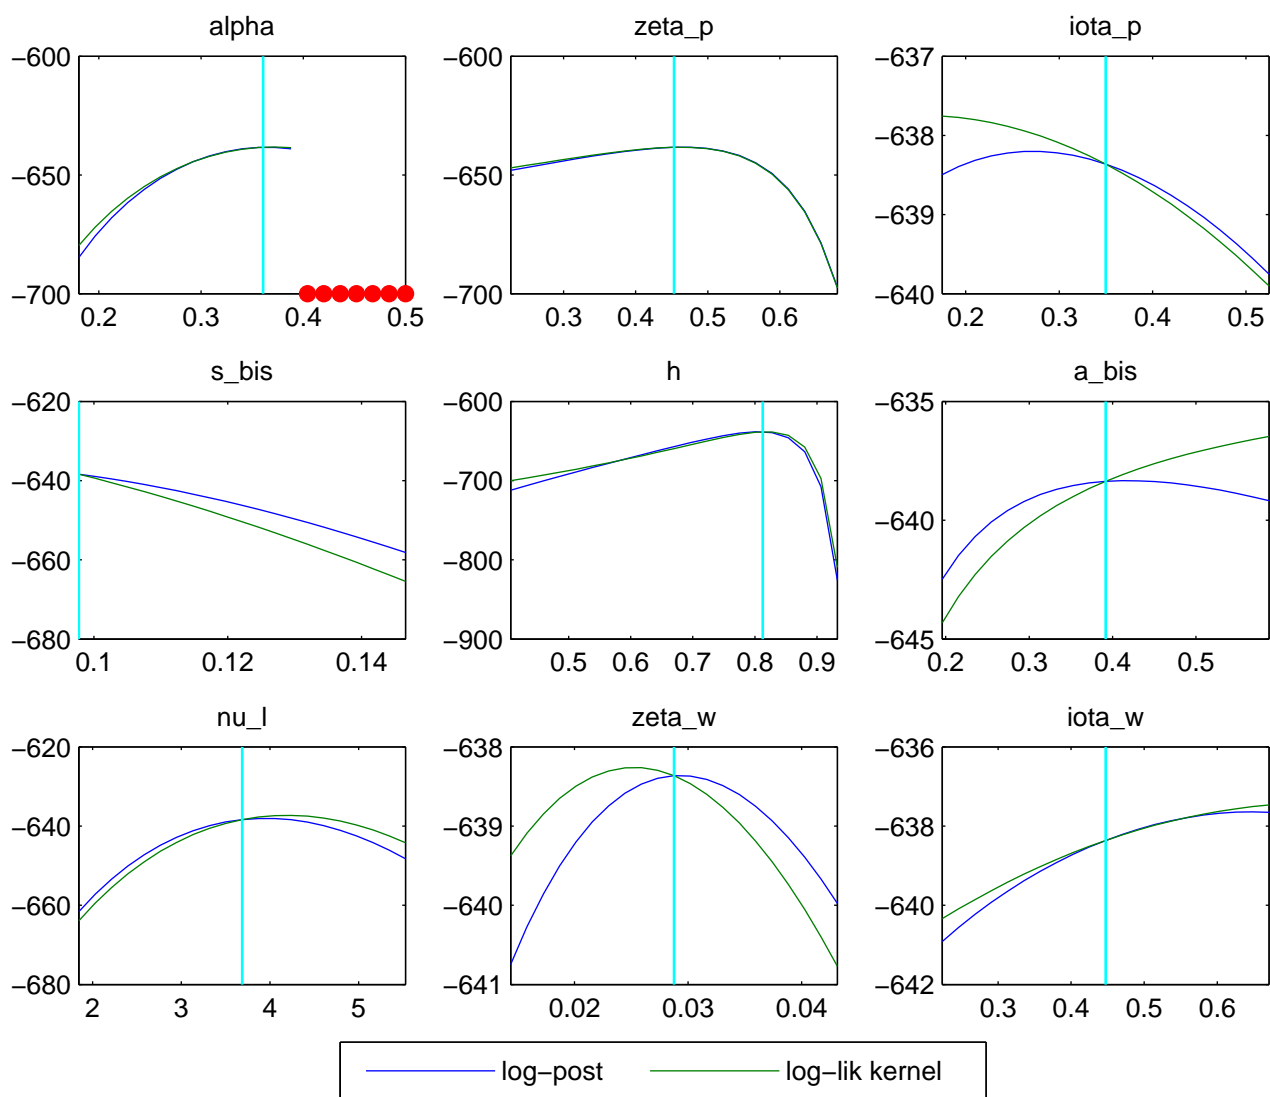 alpha zeta_p iota_p
−600 −600 −637
−638
−650 −650
−639
−700 −700 −640
0.2 0.3 0.4 0.5 0.3 0.4 0.5 0.6 0.2 0.3 0.4 0.5
s_bis h a_bis
−620 −600 −635
−640 −700
−640
−660 −800
−680 −900 −645
0.1 0.12 0.14 0.5 0.6 0.7 0.8 0.9 0.2 0.3 0.4 0.5
nu_l zeta_w iota_w
−620 −638 −636
−640 −639 −638
−660 −640 −640
−680 −641 −642
2 3 4 5 0.02 0.03 0.04 0.3 0.4 0.5 0.6
log−post log−lik kernel